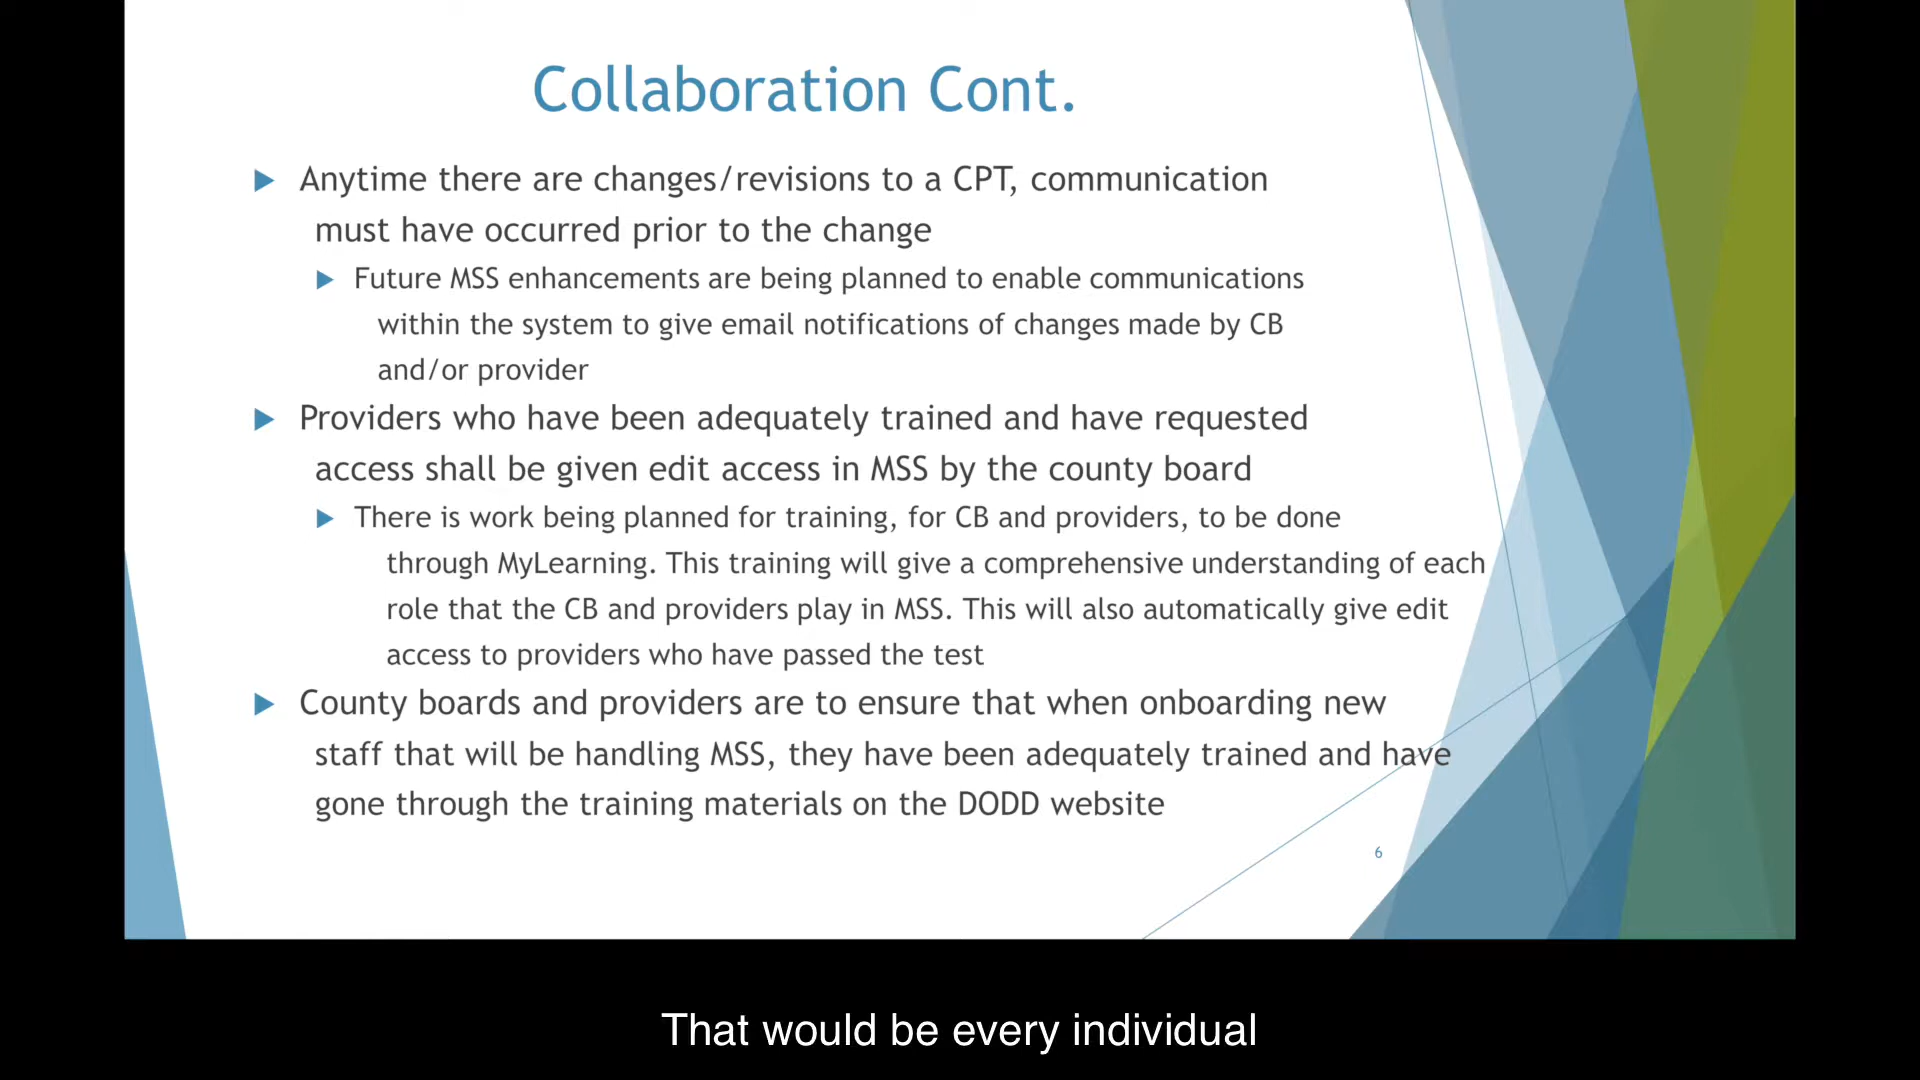 Collaboration Cont.
Anytime there are changes/revisions to a CPT, communication
must have occurred prior to the change
Future MSS enhancements are being planned to enable communications
within the system to give email notifications of changes made by CB
and/or provider
Providers who have been adequately trained and have requested
access shall be given edit access in MSS by the county board
There is work being planned for training, for CB and providers, to be done
through MyLearning. This training will give a comprehensive understanding of each
role that the CB and providers play in MSS. This will also automatically give edit
access to providers who have passed the test
County boards and providers are to ensure that when onboarding new
staff that will be handling MSS, they have been adequately trained and have
gone through the training materials on the DODD website
6
That would be every individual